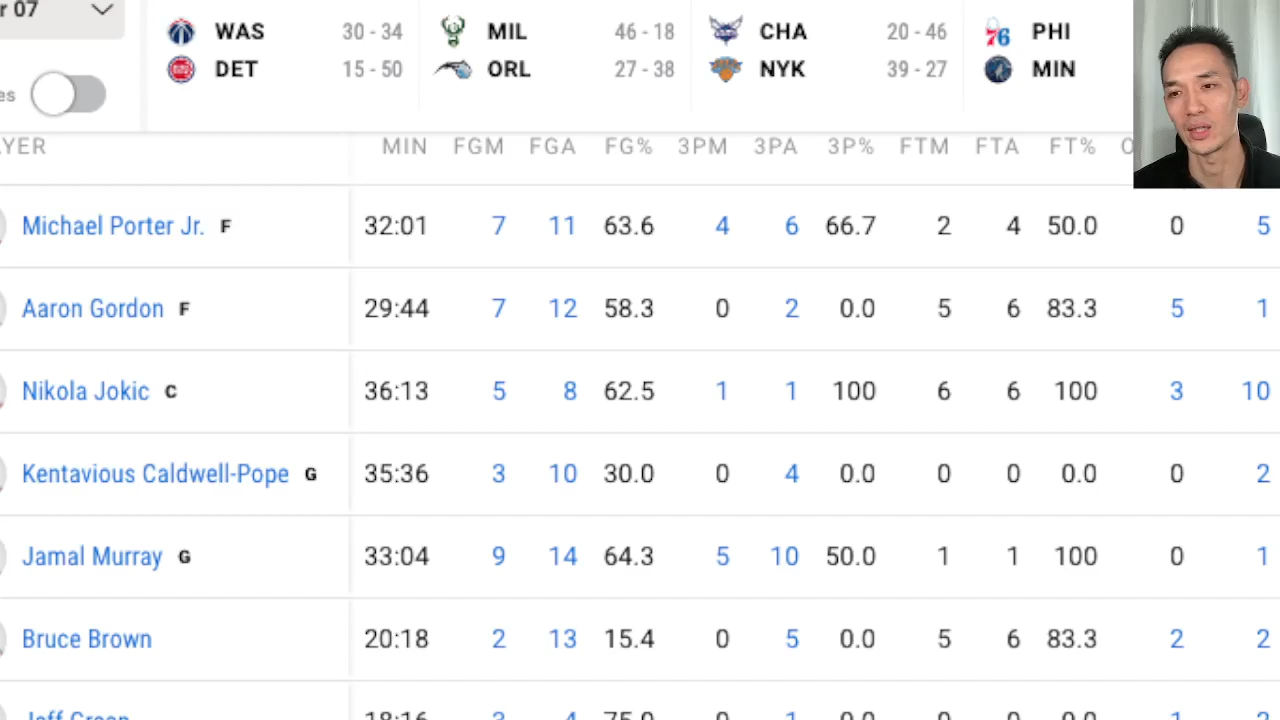 r 07
WAS 30 - 34 MIL 46 - 18 CHA 20 - 46 76 PHI
DET 15 - 50 ORL 27 - 38 NYK 39 - 27 MIN
es
YER MIN FGM FGA FG% 3PM 3PA 3P% FTM FTA FT% O
Michael Porter Jr. F 32:01 7 11 63.6 4 6 66.7 2 4 50.0 0 5
Aaron Gordon F 29:44 7 12 58.3 0 2 0.0 5 6 83.3 5 1
Nikola Jokic C 36:13 5 8 62.5 1 1 100 6 6 100 3 10
Kentavious Caldwell-Pope G 35:36 3 10 30.0 0 4 0.0 0 0 0.0 0 2
Jamal Murray G 33:04 9 14 64.3 5 10 50.0 1 1 100 0 1
Bruce Brown 20:18 2 13 15.4 0 5 0.0 5 6 83.3 2 2
Jeff Green 18:16 3 4 75.0 0 1 0.0 0 0 0.0 1 2